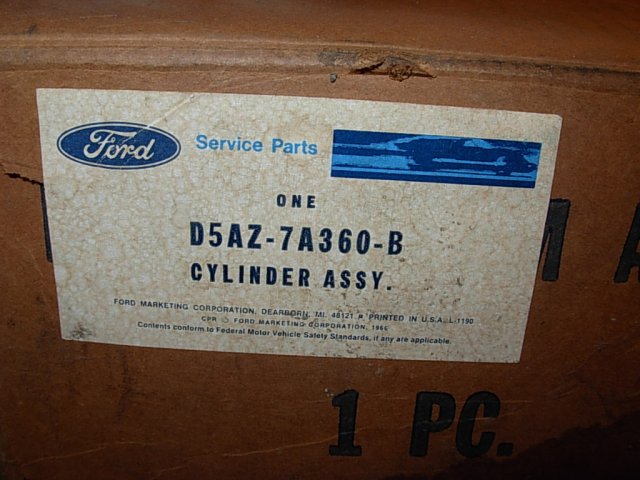 Ford
Service Parts
ONE
D5AZ-7A360-B
CYLINDER ASSY.
FORD MARKETING CORPORATION, DEARBORN, MI. 48121 PRINTED IN U.S.A. L-1190
CPR FORD MARKETING CORPORATION, 1966
Contents conform to Federal Motor Vehicle Safety Standards, if any are applicable.
1 PC.